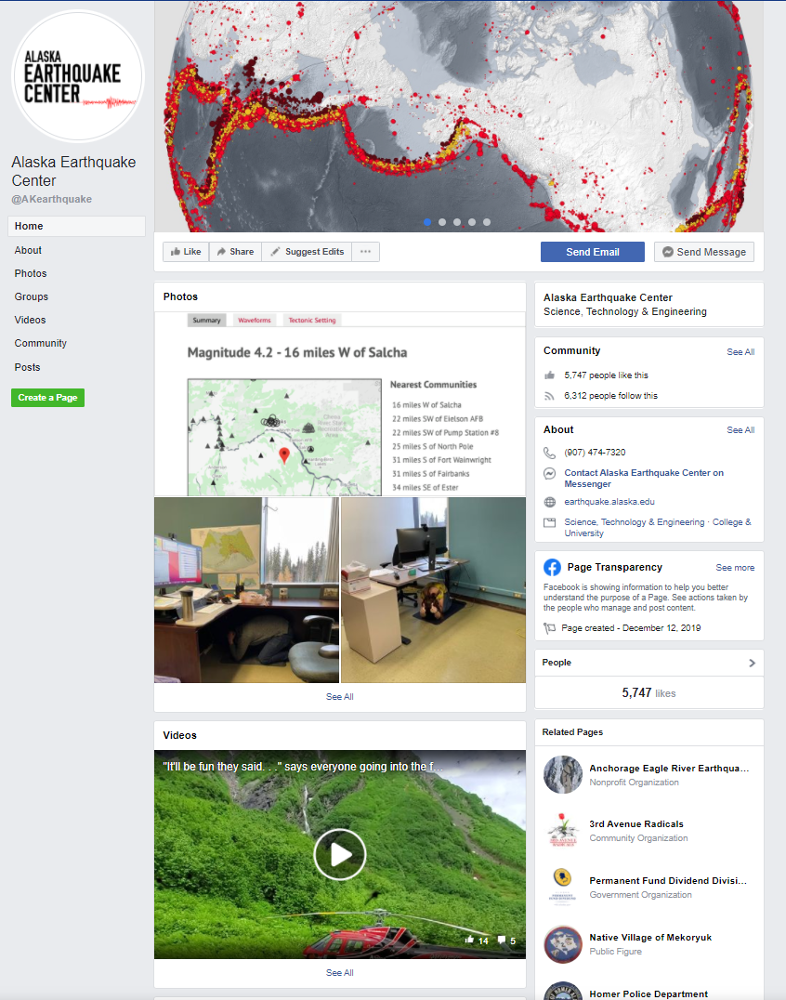 ALASKA
EARTHQUAKE
CENTER
Alaska Earthquake
Center
@AKearthquake
Home
About
Photos
Groups
Videos
Community
Posts
Create a Page
Like
Share
Suggest Edits
...
Send Email
Send Message
Photos
Summary
Waveforms
Tectonic Setting
Magnitude 4.2 - 16 miles W of Salcha
Nearest Communities
16 miles W of Salcha
22 miles SW of Eielson AFB
22 miles SW of Pump Station #8
25 miles S of North Pole
31 miles S of Fort Wainwright
31 miles S of Fairbanks
34 miles SE of Ester
See All
Videos
"It'll be fun they said. . ." says everyone going into the f...
14
5
See All
Alaska Earthquake Center
Science, Technology & Engineering
Community
See All
5,747 people like this
6,312 people follow this
About
See All
(907) 474-7320
Contact Alaska Earthquake Center on
Messenger
earthquake.alaska.edu
Science, Technology & Engineering · College &
University
Page Transparency
See more
Facebook is showing information to help you better
understand the purpose of a Page. See actions taken by
the people who manage and post content.
Page created - December 12, 2019
People
5,747 likes
Related Pages
Anchorage Eagle River Earthqua...
Nonprofit Organization
3rd Avenue Radicals
Community Organization
Permanent Fund Dividend Divisi...
Government Organization
Native Village of Mekoryuk
Public Figure
Homer Police Department